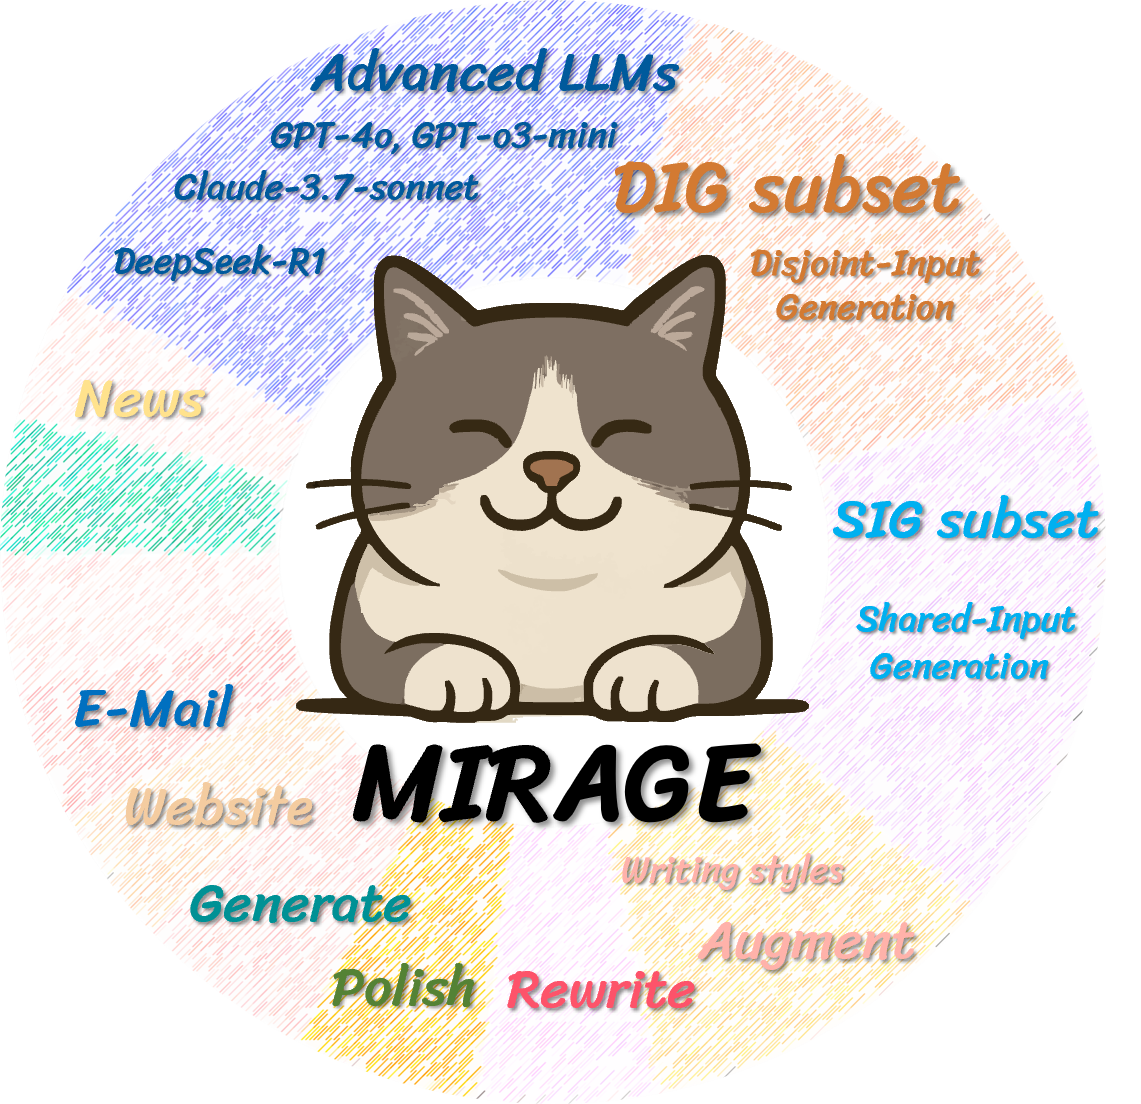 Advanced LLMs
GPT-4o, GPT-o3-mini
Claude-3.7-sonnet
DeepSeek-R1
DIG subset
Disjoint-Input
Generation
News
SIG subset
Shared-Input
Generation
E-Mail
Website
MIRAGE
Writing styles
Generate
Augment
Polish
Rewrite